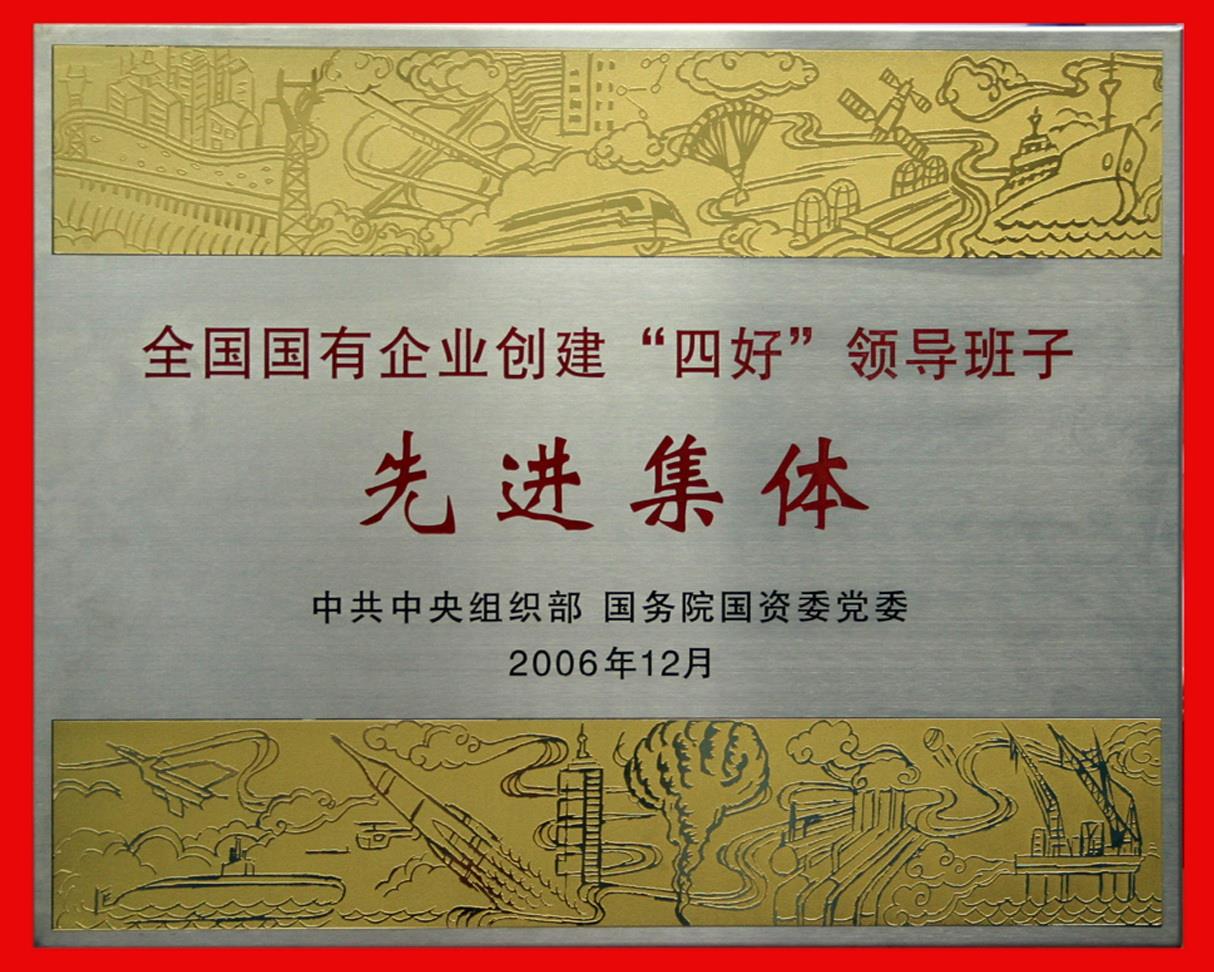 全国国有企业创建“四好”领导班子
先进集体
中共中央组织部 国务院国资委党委
2006年12月